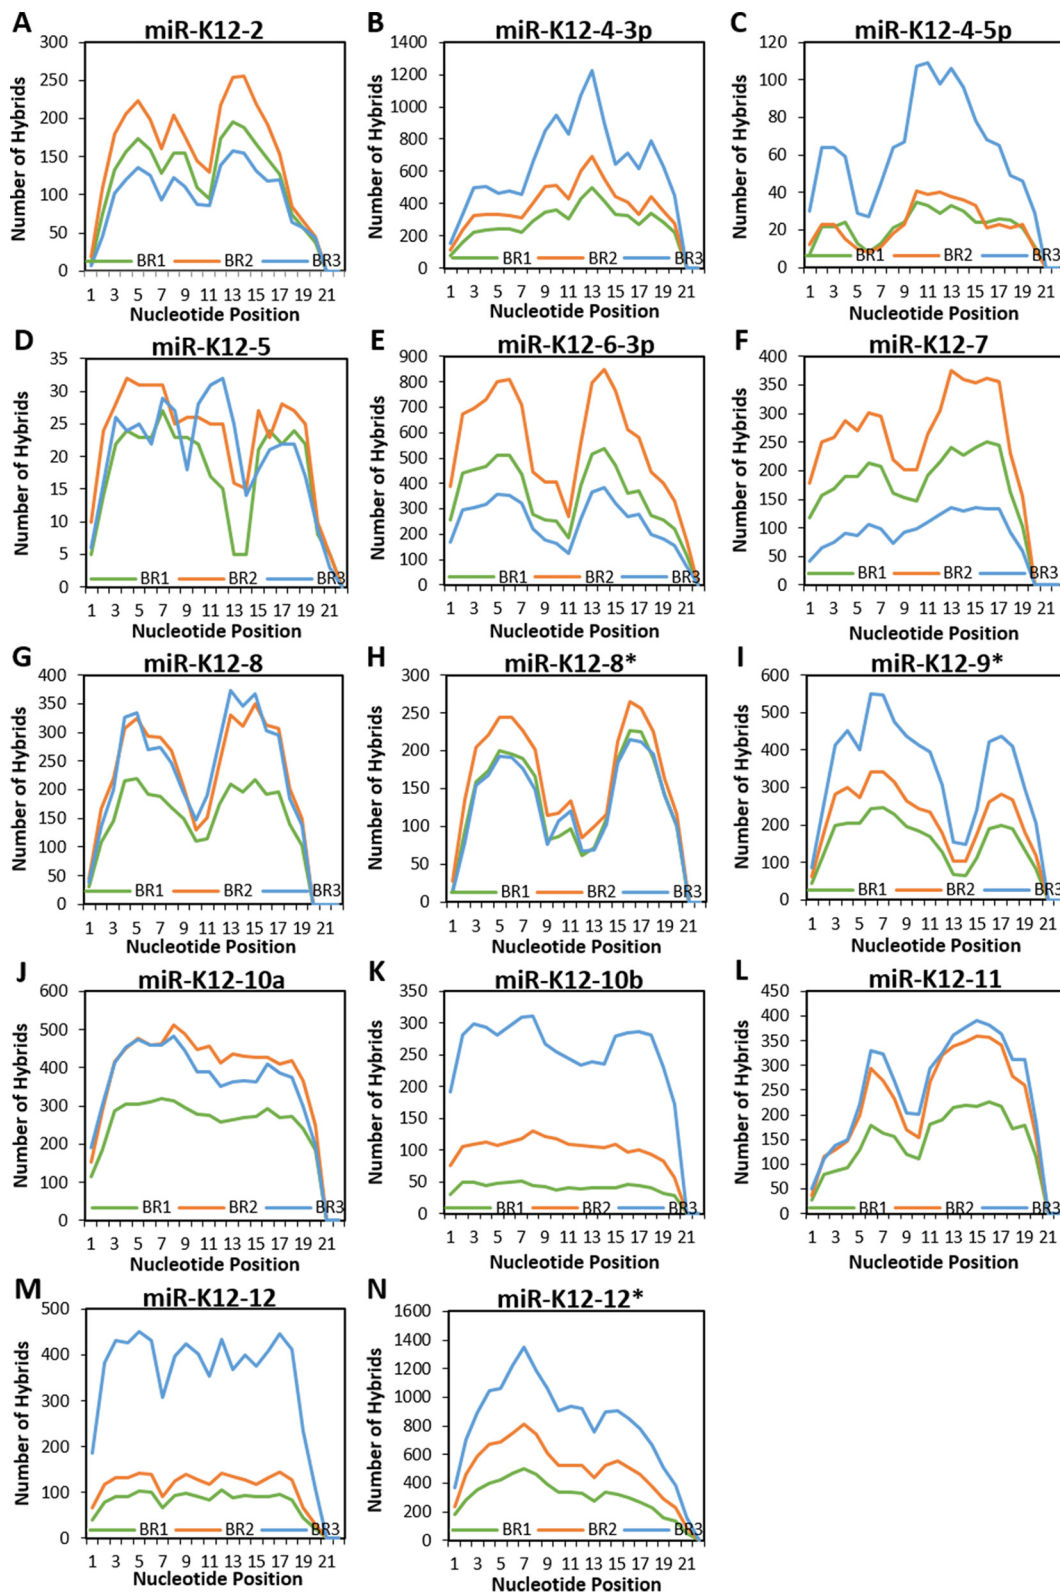 A miR-K12-2
Number of Hybrids
300
250
200
150
100
50
0
BR1 BR2 BR3
1 3 5 7 9 11 13 15 17 19 21
Nucleotide Position
B miR-K12-4-3p
Number of Hybrids
1400
1200
1000
800
600
400
200
0
BR1 BR2 BR3
1 3 5 7 9 11 13 15 17 19 21
Nucleotide Position
C miR-K12-4-5p
Number of Hybrids
120
100
80
60
40
20
0
BR1 BR2 BR3
1 3 5 7 9 11 13 15 17 19 21
Nucleotide Position
D miR-K12-5
Number of Hybrids
35
30
25
20
15
10
5
0
BR1 BR2 BR3
1 3 5 7 9 11 13 15 17 19 21
Nucleotide Position
E miR-K12-6-3p
Number of Hybrids
900
800
700
600
500
400
300
200
100
0
BR1 BR2 BR3
1 3 5 7 9 11 13 15 17 19 21
Nucleotide Position
F miR-K12-7
Number of Hybrids
400
350
300
250
200
150
100
50
0
BR1 BR2 BR3
1 3 5 7 9 11 13 15 17 19 21
Nucleotide Position
G miR-K12-8
Number of Hybrids
400
350
300
250
200
150
100
50
0
BR1 BR2 BR3
1 3 5 7 9 11 13 15 17 19 21
Nucleotide Position
H miR-K12-8*
Number of Hybrids
300
250
200
150
100
50
0
BR1 BR2 BR3
1 3 5 7 9 11 13 15 17 19 21
Nucleotide Position
I miR-K12-9*
Number of Hybrids
600
500
400
300
200
100
0
BR1 BR2 BR3
1 3 5 7 9 11 13 15 17 19 21
Nucleotide Position
J miR-K12-10a
Number of Hybrids
600
500
400
300
200
100
0
BR1 BR2 BR3
1 3 5 7 9 11 13 15 17 19 21
Nucleotide Position
K miR-K12-10b
Number of Hybrids
350
300
250
200
150
100
50
0
BR1 BR2 BR3
1 3 5 7 9 11 13 15 17 19 21
Nucleotide Position
L miR-K12-11
Number of Hybrids
450
400
350
300
250
200
150
100
50
0
BR1 BR2 BR3
1 3 5 7 9 11 13 15 17 19 21
Nucleotide Position
M miR-K12-12
Number of Hybrids
500
400
300
200
100
0
BR1 BR2 BR3
1 3 5 7 9 11 13 15 17 19 21
Nucleotide Position
N miR-K12-12*
Number of Hybrids
1600
1400
1200
1000
800
600
400
200
0
BR1 BR2 BR3
1 3 5 7 9 11 13 15 17 19 21
Nucleotide Position